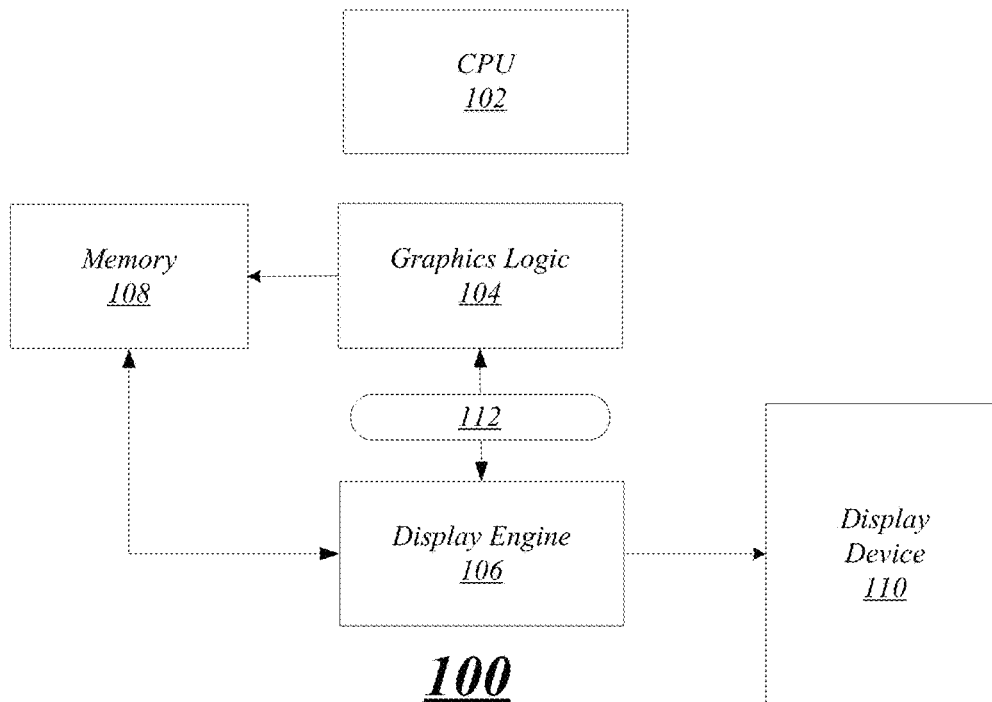 CPU
102
Memory
108
Graphics Logic
104
112
Display Engine
106
Display
Device
110
100